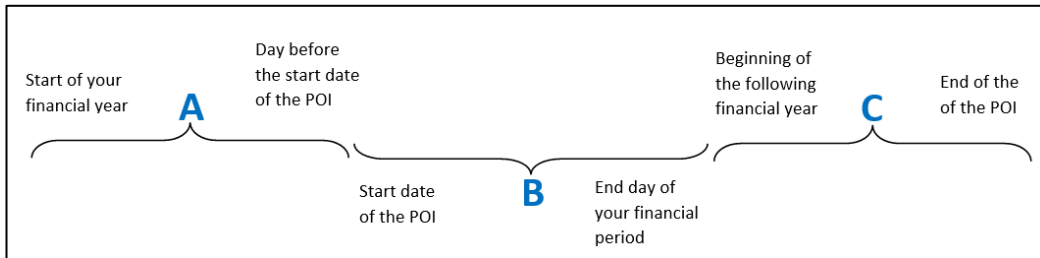 Start of your
financial year
A
Day before
the start date
of the POI
Start date
of the POI
B
End day of
your financial
period
Beginning of
the following
financial year
C
End of the
of the POI